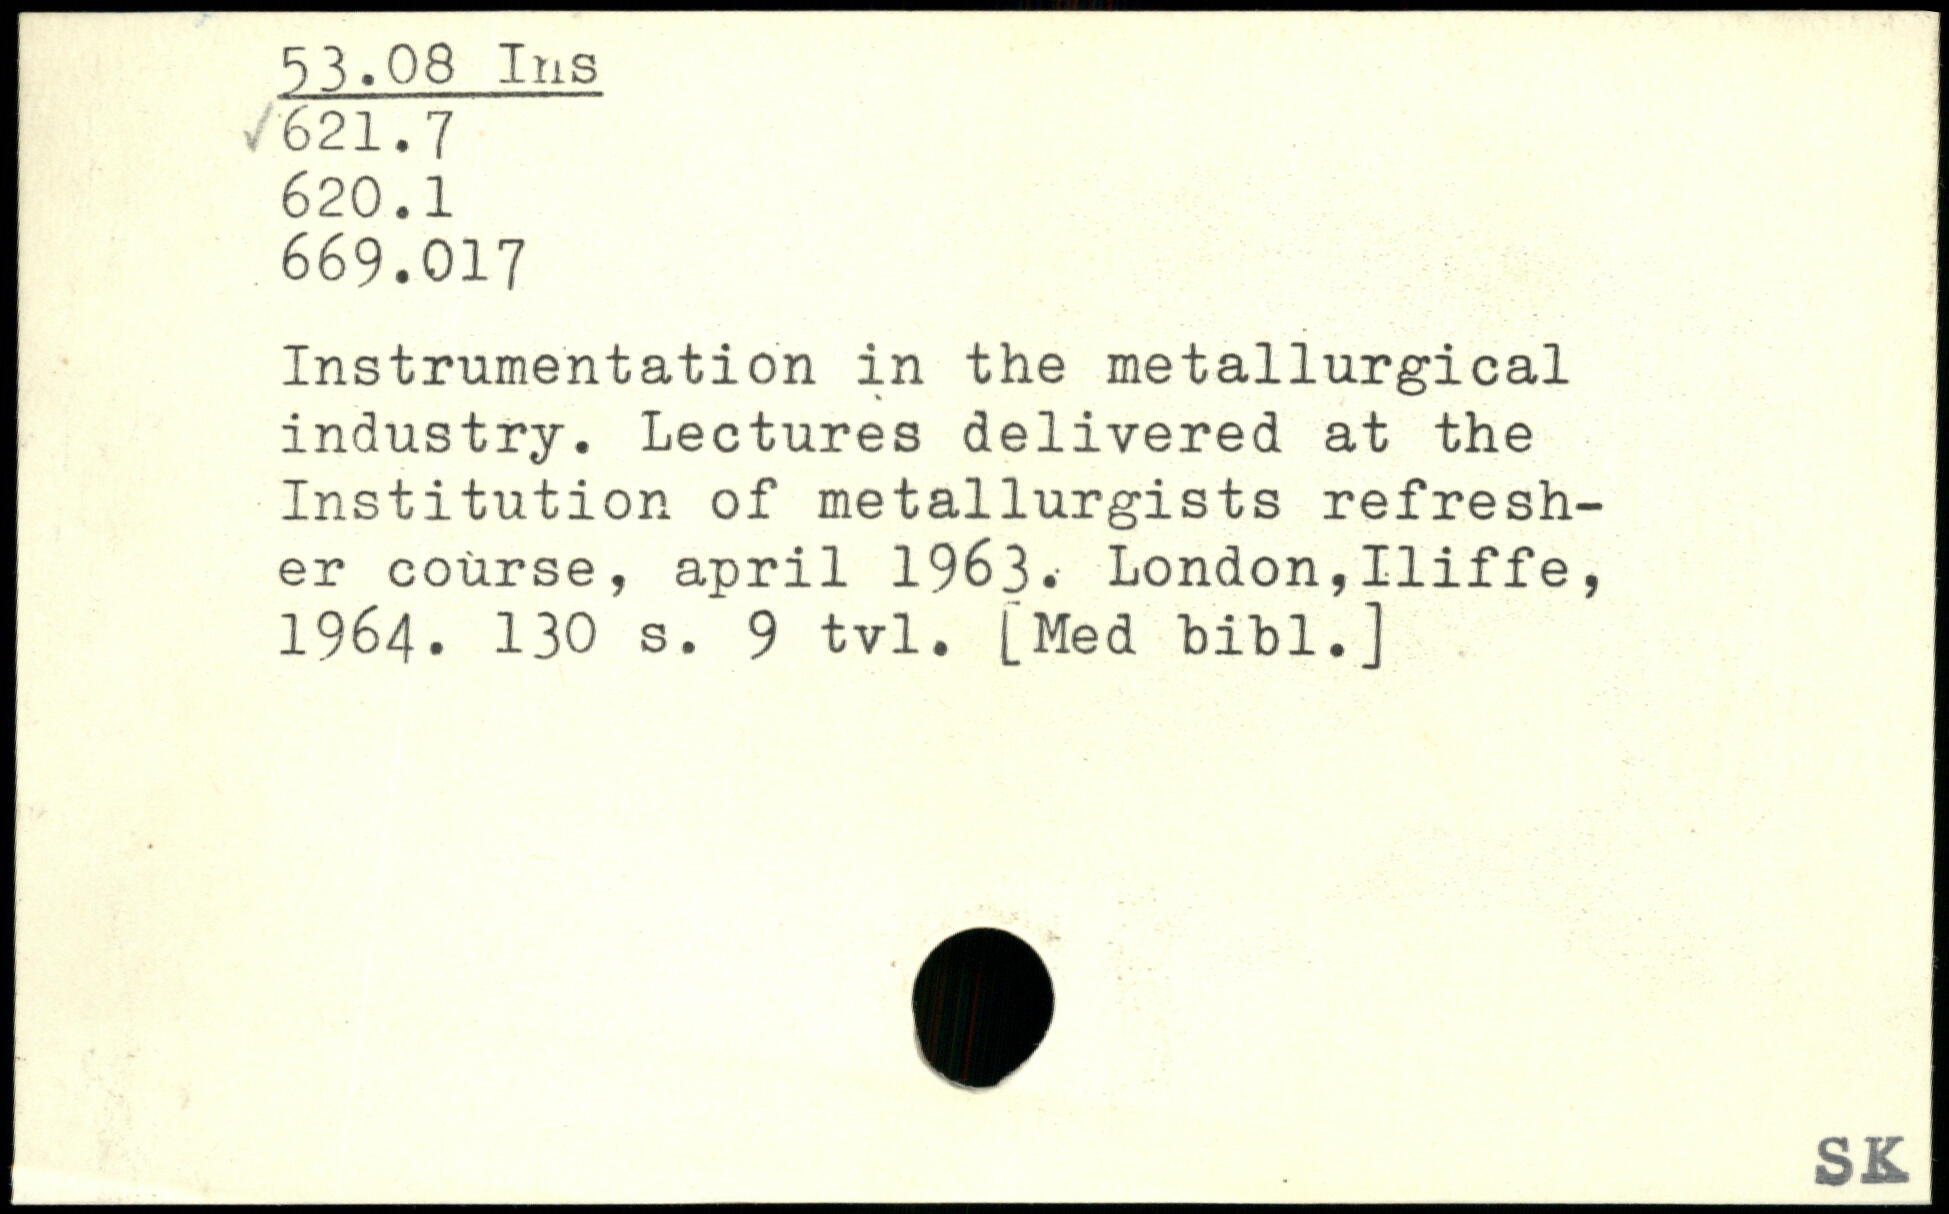 53.08 Ins
✓621.7
620.1
669.017
Instrumentation in the metallurgical
industry. Lectures delivered at the
Institution of metallurgists refresh-
er course, april 1963. London,Iliffe,
1964. 130 s. 9 tvl. [Med bibl.]
SK